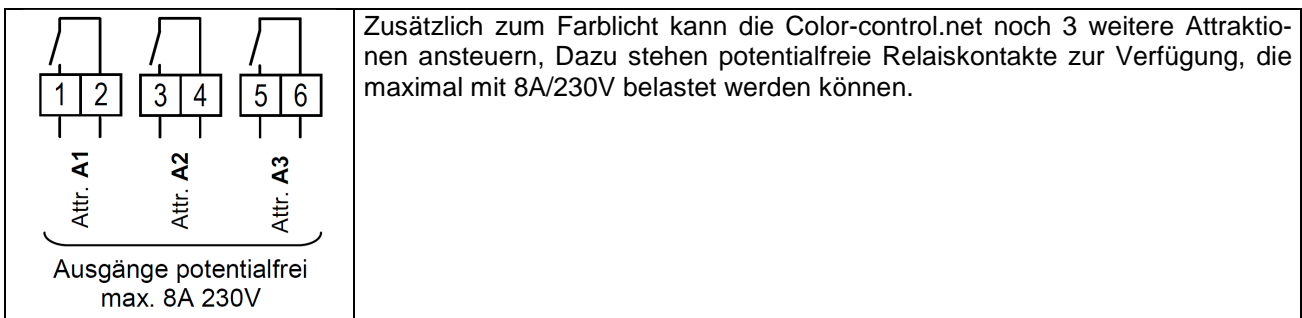 1 2 3 4 5 6
Attr. A1
Attr. A2
Attr. A3
Ausgänge potentialfrei
max. 8A 230V
Zusätzlich zum Farblicht kann die Color-control.net noch 3 weitere Attraktio-
nen ansteuern, Dazu stehen potentialfreie Relaiskontakte zur Verfügung, die
maximal mit 8A/230V belastet werden können.